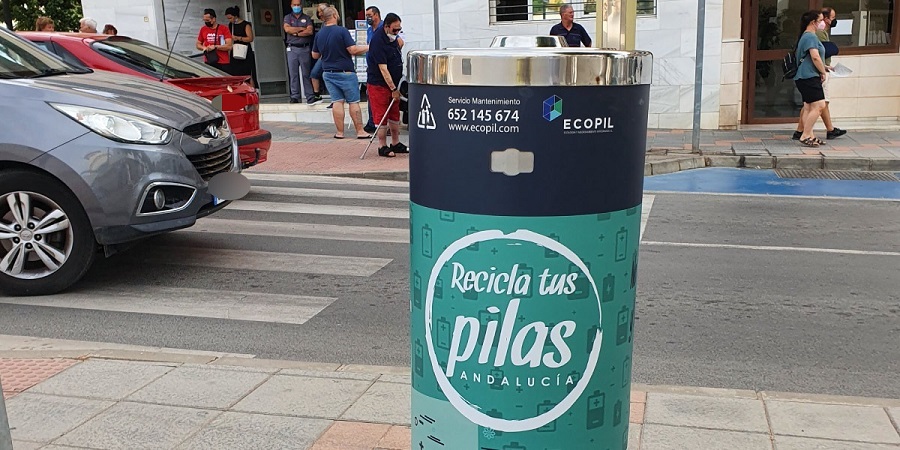 Servicio Mantenimiento
652 145 674
www.ecopil.com
ECOPIL
Recicla tus
pilas
ANDALUCÍA